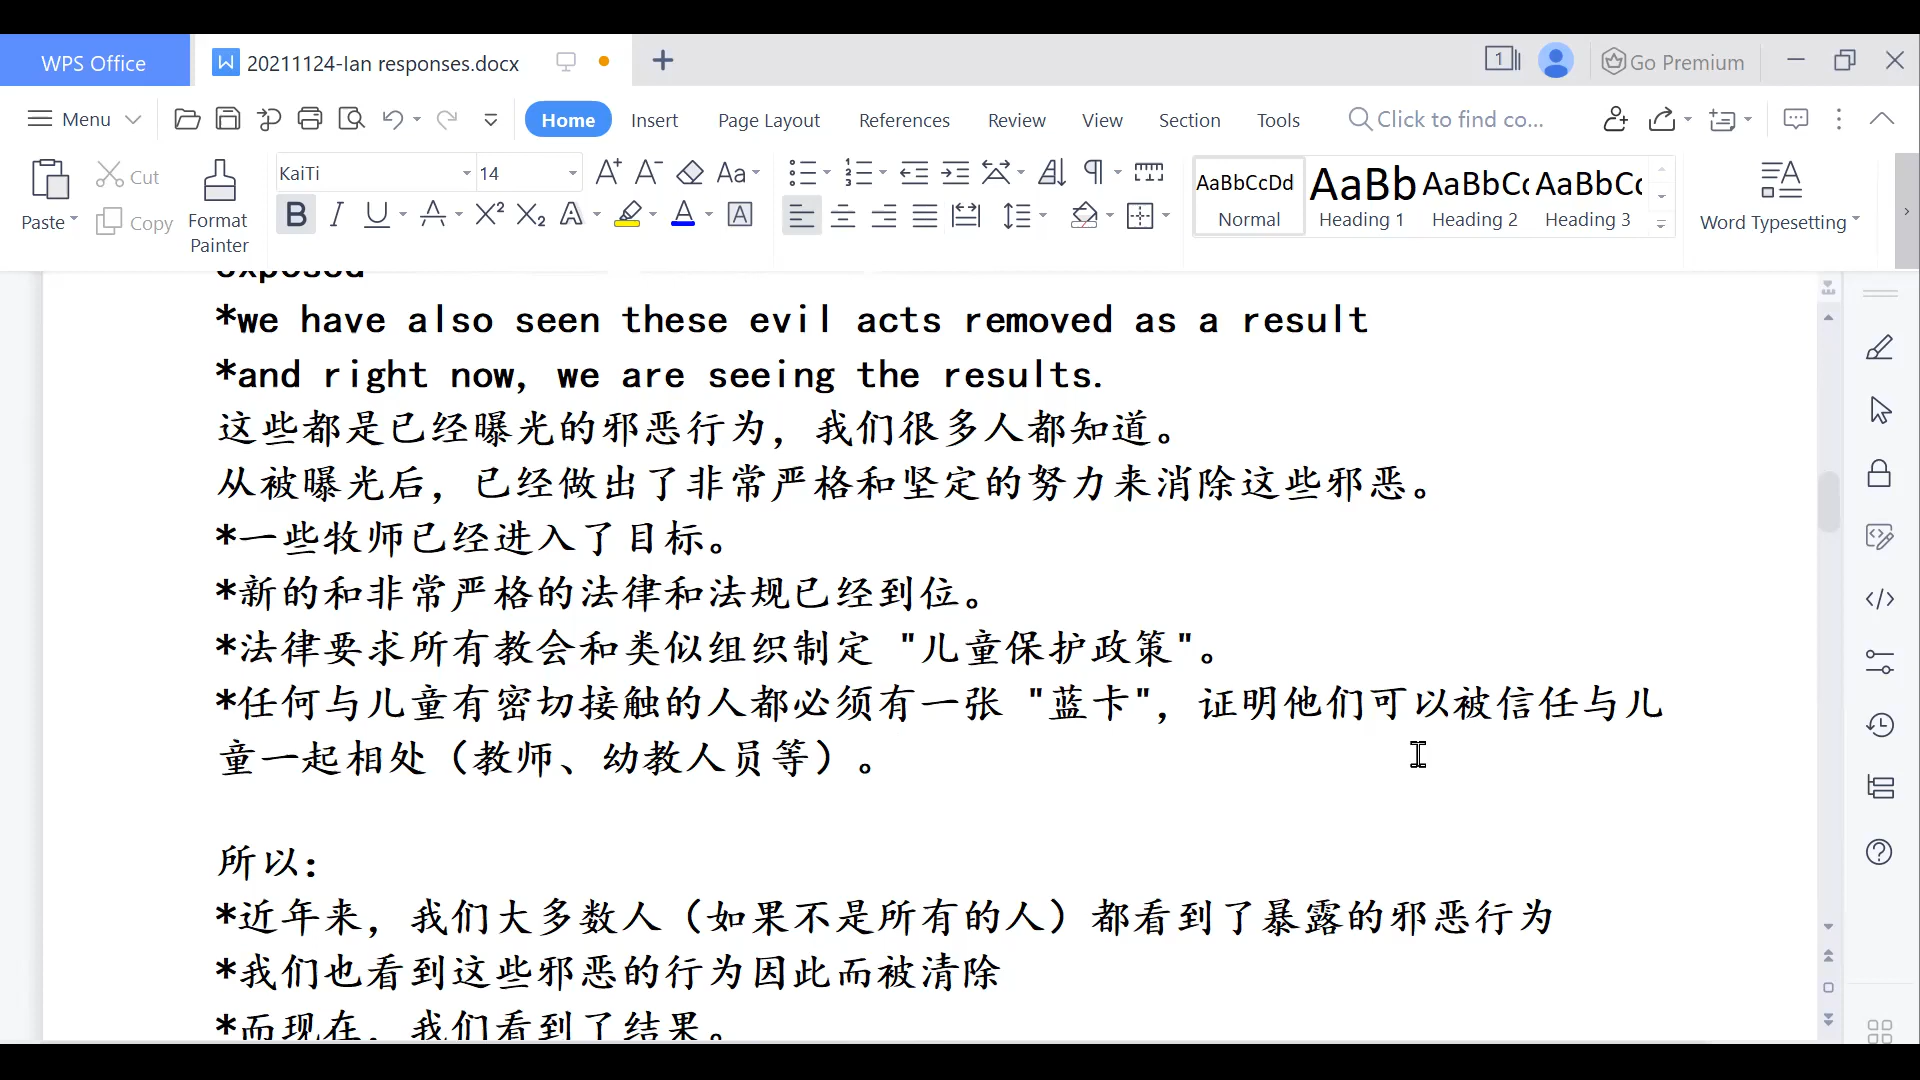 WPS Office
20211124-Ian responses.docx
1
Go Premium
Menu
Home
Insert
Page Layout
References
Review
View
Section
Tools
Click to find co...
Paste
Cut
Copy
Format
Painter
KaiTi
14
AaBbCcDd
Normal
AaBb
Heading 1
AaBbC
Heading 2
AaBbC
Heading 3
Word Typesetting
exposed
*we have also seen these evil acts removed as a result
*and right now, we are seeing the results.
这些都是已经曝光的邪恶行为，我们很多人都知道。
从被曝光后，已经做出了非常严格和坚定的努力来消除这些邪恶。
*一些牧师已经进入了目标。
*新的和非常严格的法律和法规已经到位。
*法律要求所有教会和类似组织制定 "儿童保护政策"。
*任何与儿童有密切接触的人都必须有一张 "蓝卡"，证明他们可以被信任与儿
童一起相处（教师、幼教人员等）。
所以：
*近年来，我们大多数人（如果不是所有的人）都看到了暴露的邪恶行为
*我们也看到这些邪恶的行为因此而被清除
*而现在，我们看到了结果。